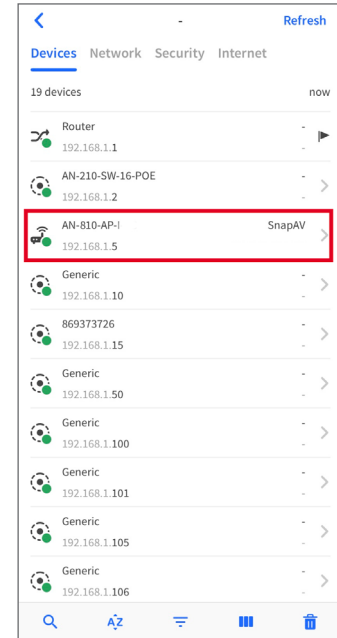 - Refresh
Devices Network Security Internet
19 devices now
Router -
192.168.1.1 -
AN-210-SW-16-POE -
192.168.1.2 -
AN-810-AP-I SnapAV
192.168.1.5 -
Generic -
192.168.1.10 -
869373726 -
192.168.1.15 -
Generic -
192.168.1.50 -
Generic -
192.168.1.100 -
Generic -
192.168.1.101 -
Generic -
192.168.1.105 -
Generic -
192.168.1.106 -
AZ